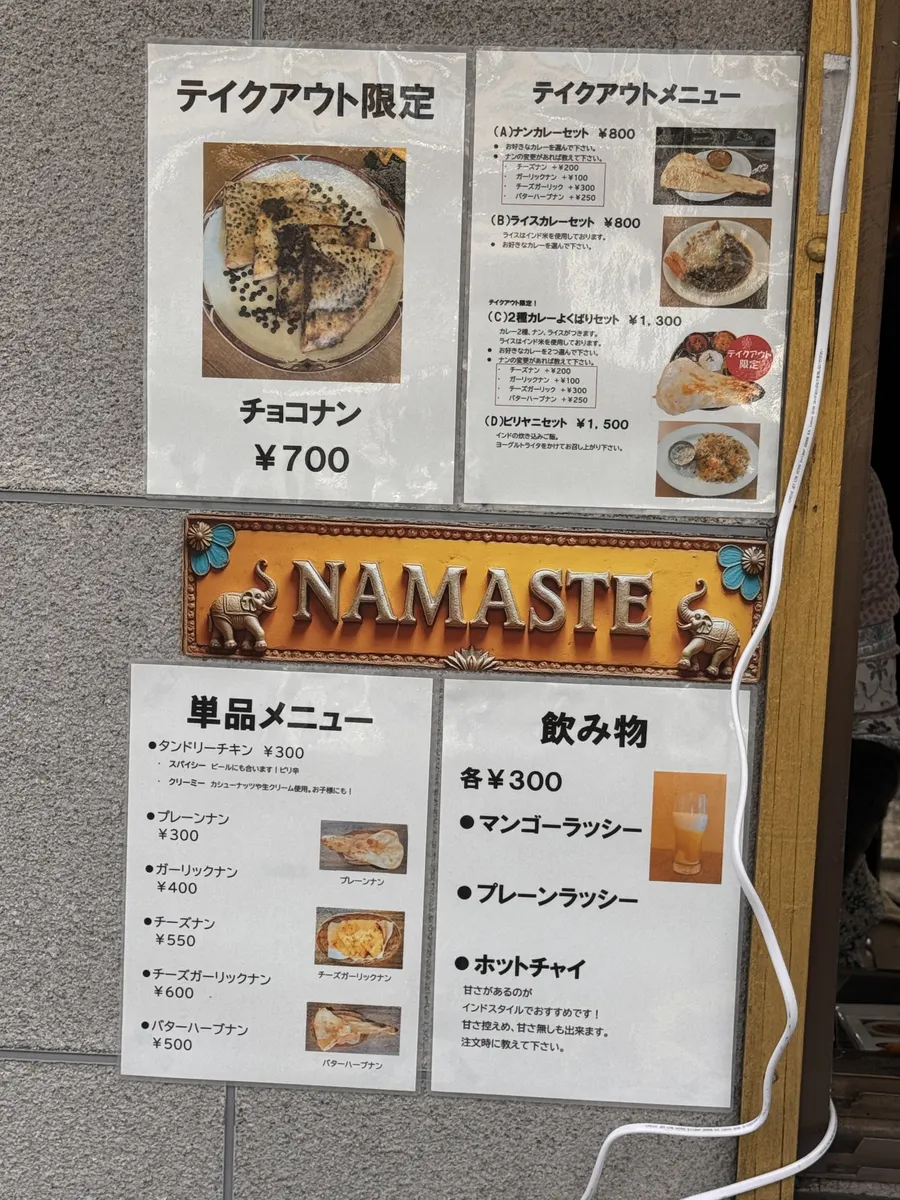 テイクアウト限定
チョコナン
￥700
テイクアウトメニュー
(A)ナンカレーセット ￥800
● お好きなカレーを選んで下さい。
● ナンの変更があれば教えて下さい。
・ チーズナン +￥200
・ ガーリックナン +￥100
・ チーズガーリック +￥300
・ バターハーブナン +￥250
(B)ライスカレーセット ￥800
ライスはインド米を使用しております。
● お好きなカレーを選んで下さい。
テイクアウト限定！
(C)2種カレーよくばりセット ￥1,300
カレー2種、ナン、ライスがつきます。
ライスはインド米を使用しております。
● お好きなカレーを2つ選んで下さい。
● ナンの変更があれば教えて下さい。
・ チーズナン +￥200
・ ガーリックナン +￥100
・ チーズガーリック +￥300
・ バターハーブナン +￥250
テイクアウト
限定！
(D)ビリヤニセット ￥1,500
インドの炊き込みご飯。
ヨーグルトライタをかけてお召し上がり下さい。
NAMASTE
単品メニュー
●タンドリーチキン ￥300
・ スパイシー ビールにも合います！ピリ辛
・ クリーミー カシューナッツや生クリーム使用。お子様にも！
●プレーンナン
￥300
●ガーリックナン
￥400
●チーズナン
￥550
●チーズガーリックナン
￥600
●バターハーブナン
￥500
プレーンナン
チーズガーリックナン
バターハーブナン
飲み物
各￥300
●マンゴーラッシー
●プレーンラッシー
●ホットチャイ
甘さがあるのが
インドスタイルでおすすめです！
甘さ控えめ、甘さ無しも出来ます。
注文時に教えて下さい。